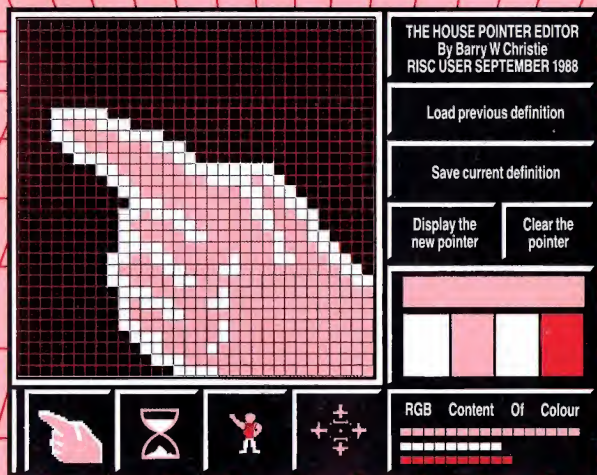 THE HOUSE POINTER EDITOR
By Barry W Christie
RISC USER SEPTEMBER 1988
Load previous definition
Save current definition
Display the
new pointer
Clear the
pointer
RGB Content Of Colour